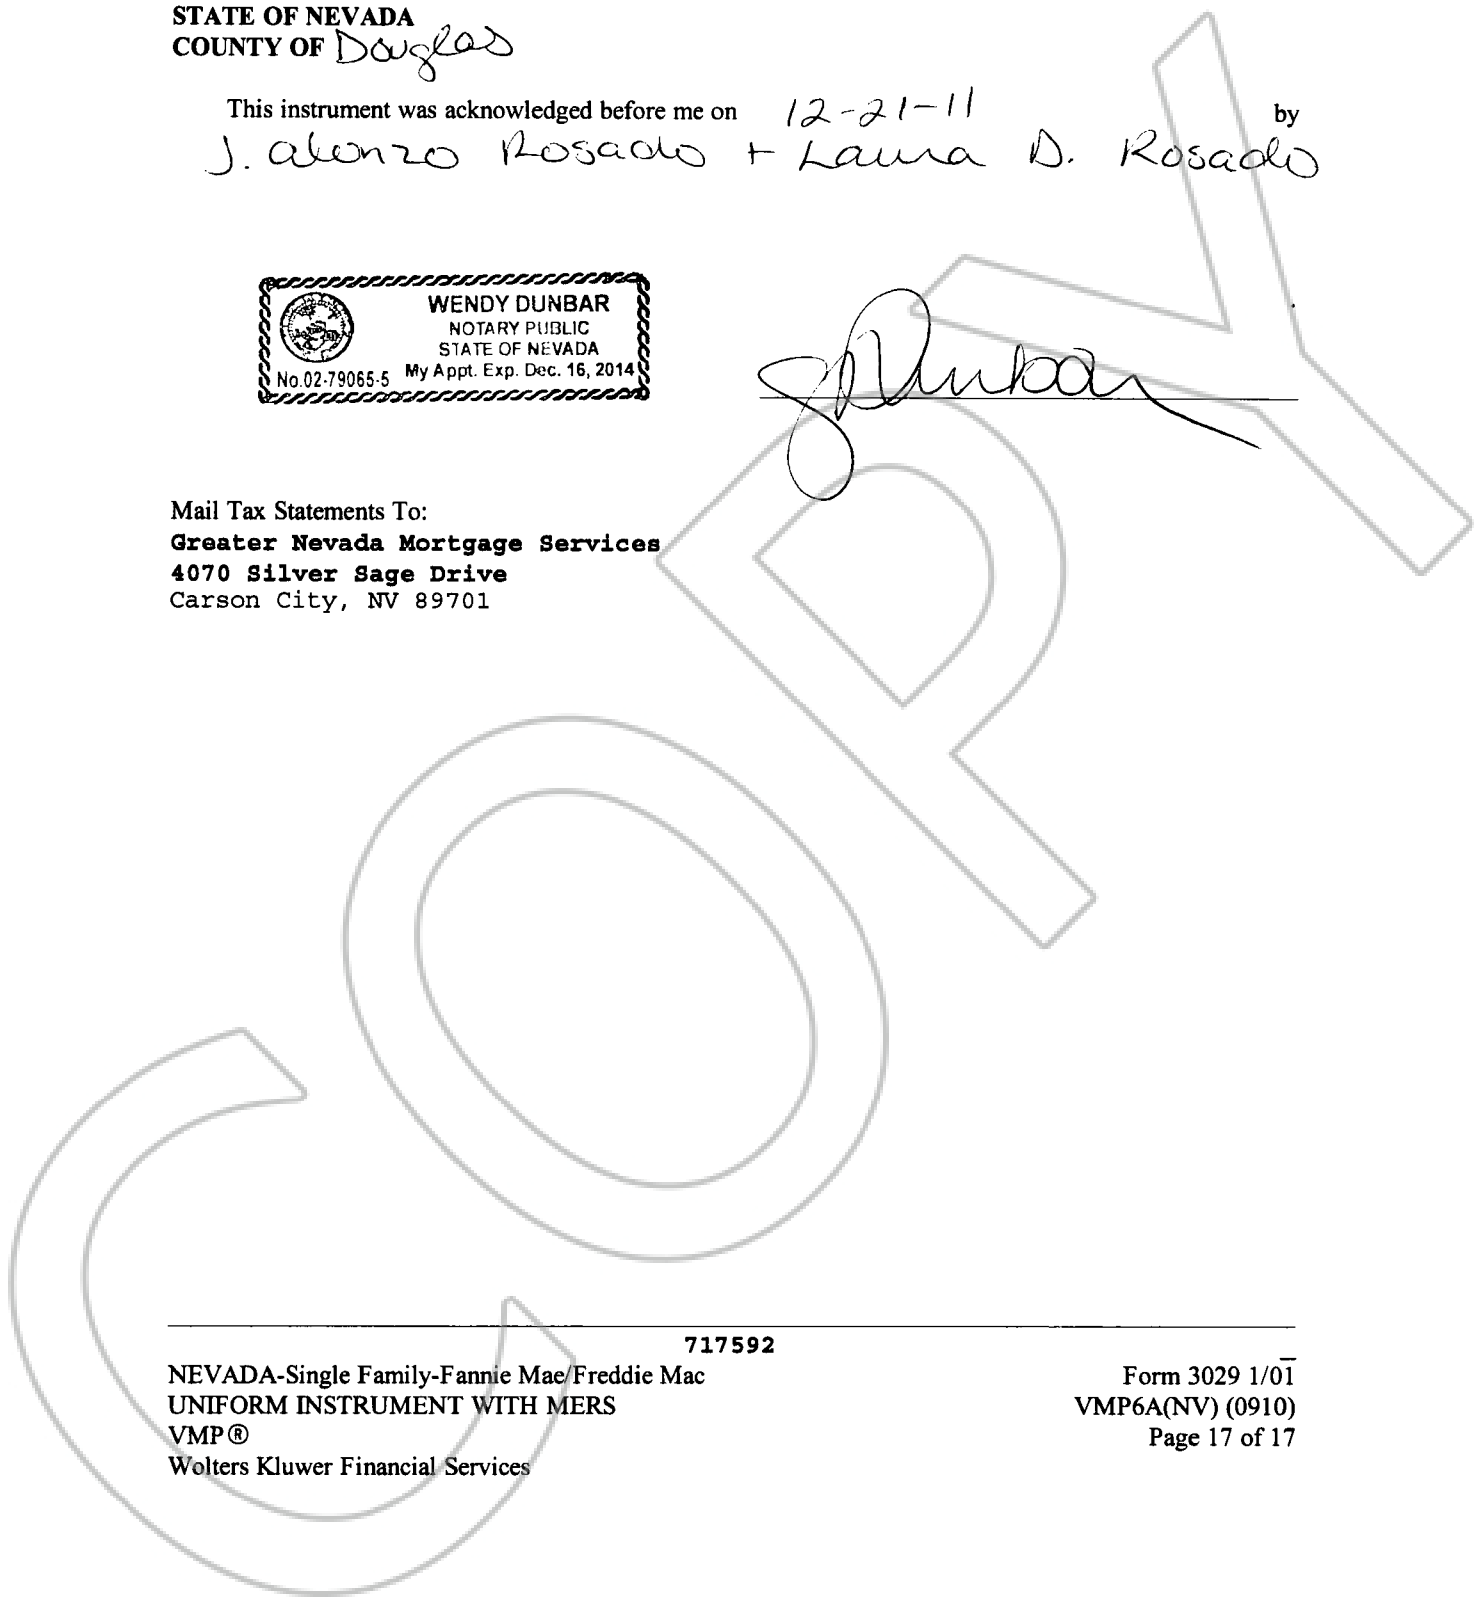 STATE OF NEVADA
COUNTY OF Douglas
This instrument was acknowledged before me on 12-21-11 by
J. alonzo Rosado + Laura D. Rosado
WENDY DUNBAR
NOTARY PUBLIC
STATE OF NEVADA
No.02-79065-5 My Appt. Exp. Dec. 16, 2014
Dunbar
Mail Tax Statements To:
Greater Nevada Mortgage Services
4070 Silver Sage Drive
Carson City, NV 89701
COPY
717592
NEVADA-Single Family-Fannie Mae/Freddie Mac Form 3029 1/01
UNIFORM INSTRUMENT WITH MERS VMP6A(NV) (0910)
VMP® Page 17 of 17
Wolters Kluwer Financial Services